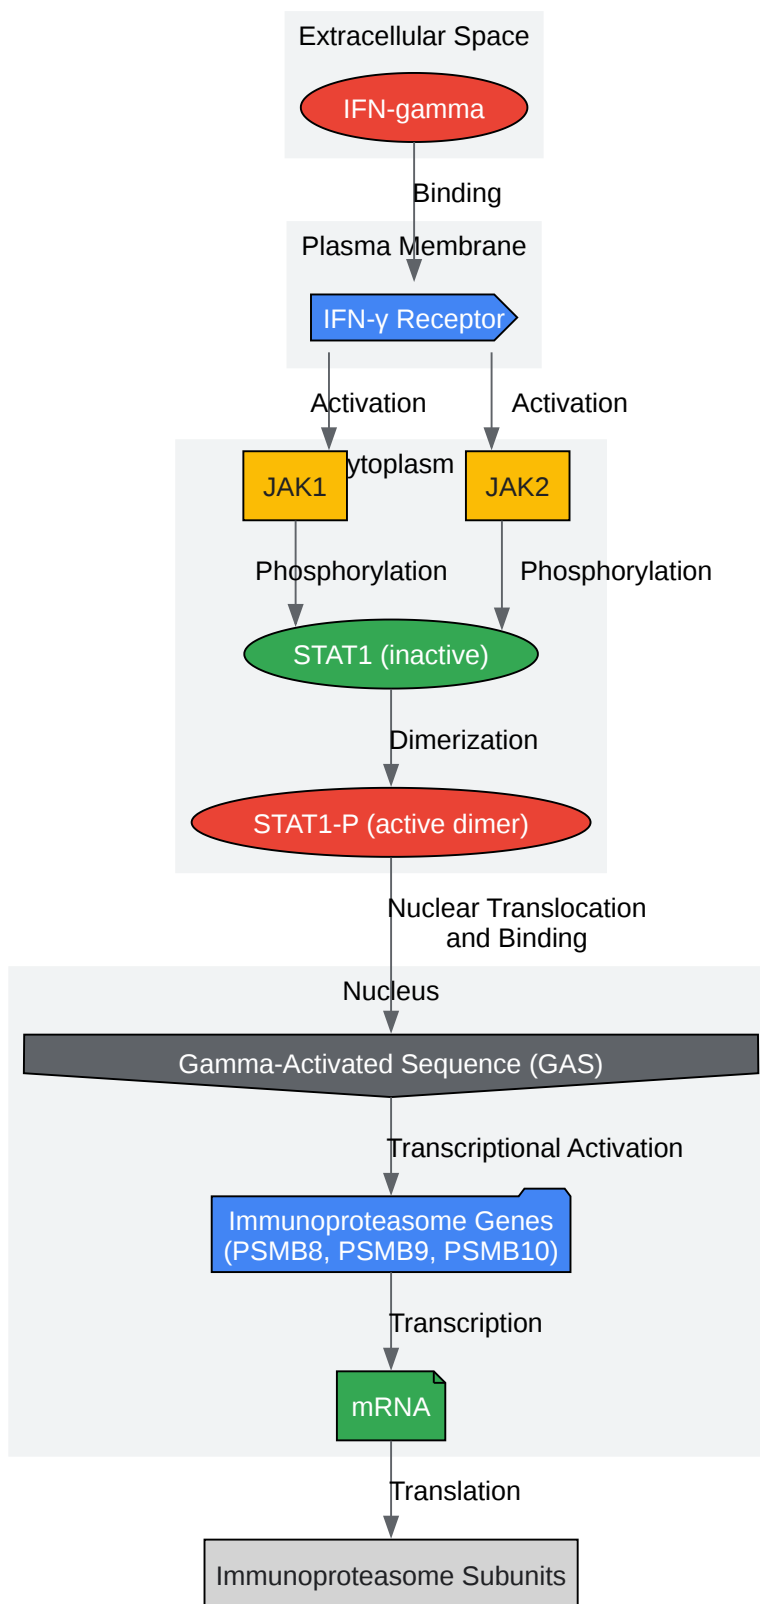 Extracellular Space
IFN-gamma
Binding
Plasma Membrane
IFN-γ Receptor
Activation
Activation
ytoplasm
JAK1
JAK2
Phosphorylation
Phosphorylation
STAT1 (inactive)
Dimerization
STAT1-P (active dimer)
Nuclear Translocation
and Binding
Nucleus
Gamma-Activated Sequence (GAS)
Transcriptional Activation
Immunoproteasome Genes
(PSMB8, PSMB9, PSMB10)
Transcription
mRNA
Translation
Immunoproteasome Subunits